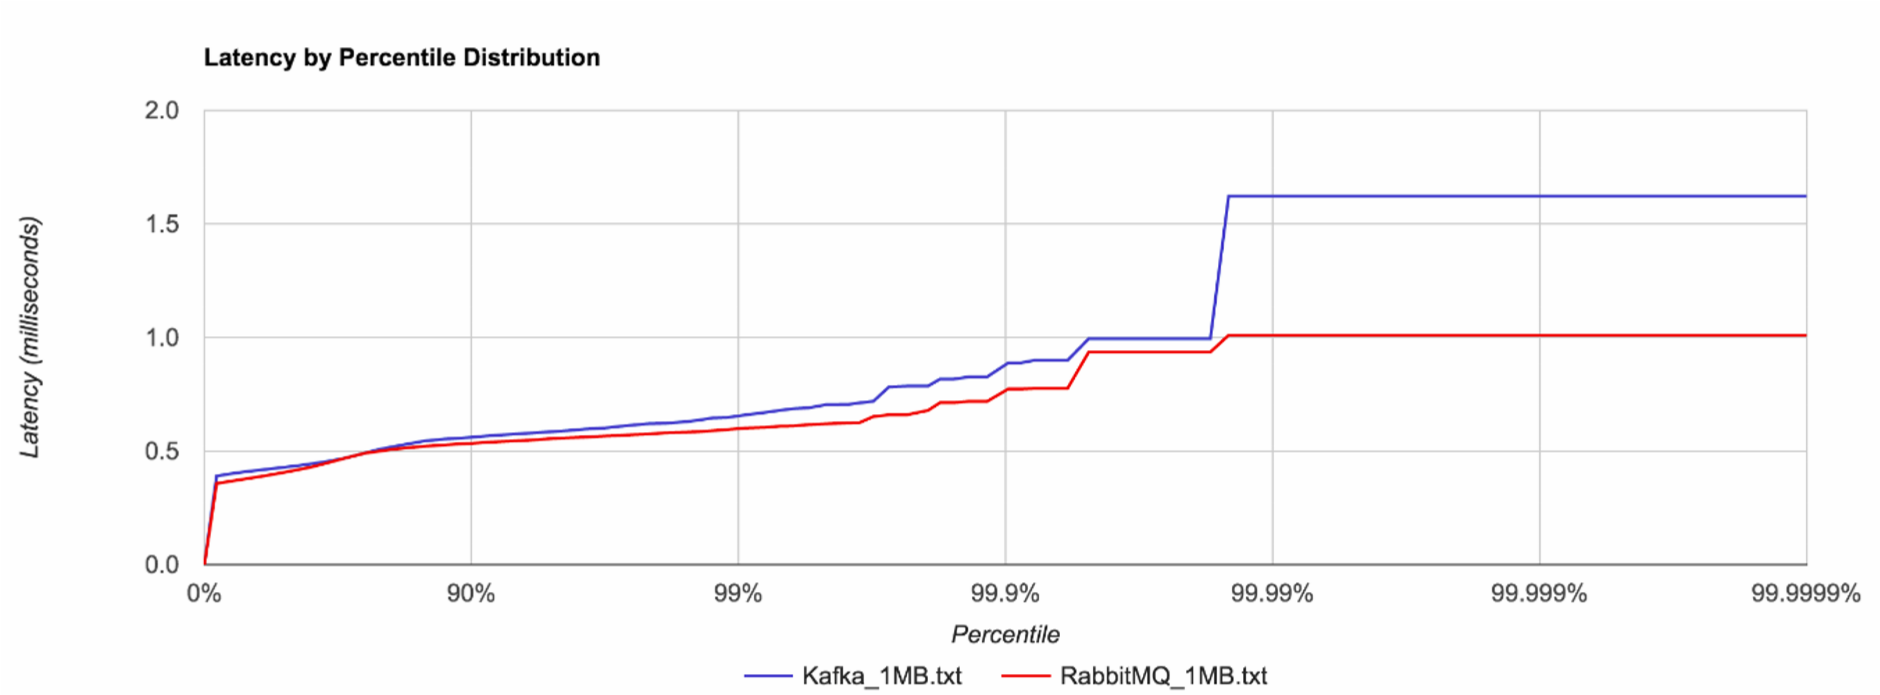 Latency by Percentile Distribution
2.0
1.5
1.0
0.5
0.0
Latency (milliseconds)
0% 90% 99% 99.9% 99.99% 99.999% 99.9999%
Percentile
Kafka_1MB.txt RabbitMQ_1MB.txt